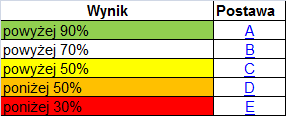 Wynik Postawa
powyżej 90% A
powyżej 70% B
powyżej 50% C
poniżej 50% D
poniżej 30% E